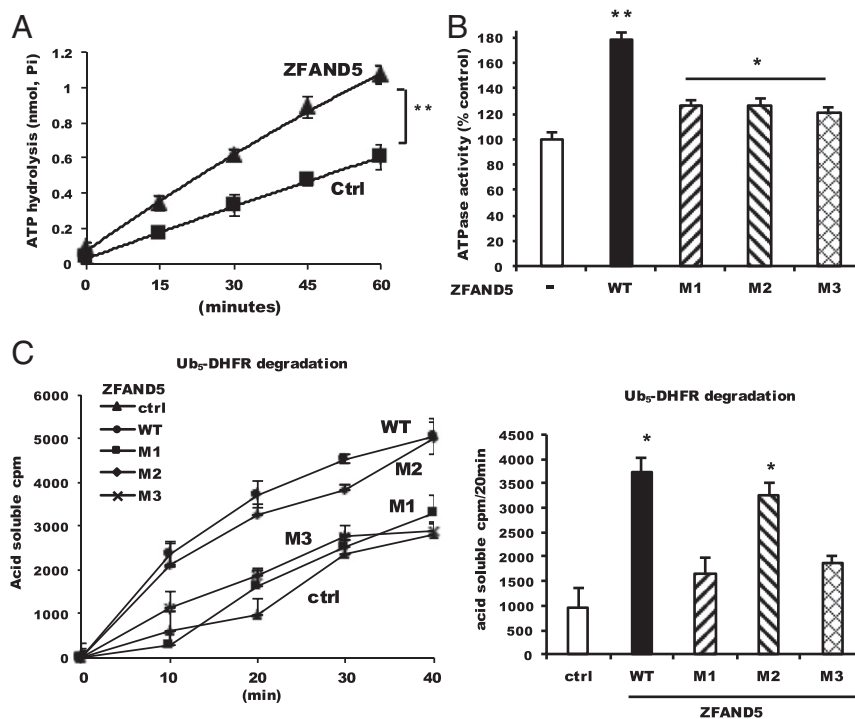 A
ATP hydrolysis (nmol, Pi)
1.2
1
0.8
0.6
0.4
0.2
0
ZFAND5
**
Ctrl
0 15 30 45 60
(minutes)
B
ATPase activity (% control)
180
160
140
120
100
80
60
40
20
0
**
*
ZFAND5 - WT M1 M2 M3
C
Ub5-DHFR degradation
Acid soluble cpm
6000
5000
4000
3000
2000
1000
0
ZFAND5
ctrl
WT
M1
M2
M3
WT
M2
M1
M3
ctrl
0 10 20 30 40
(min)
Ub5-DHFR degradation
acid soluble cpm/20min
4500
4000
3500
3000
2500
2000
1500
1000
500
0
*
*
ctrl WT M1 M2 M3
ZFAND5